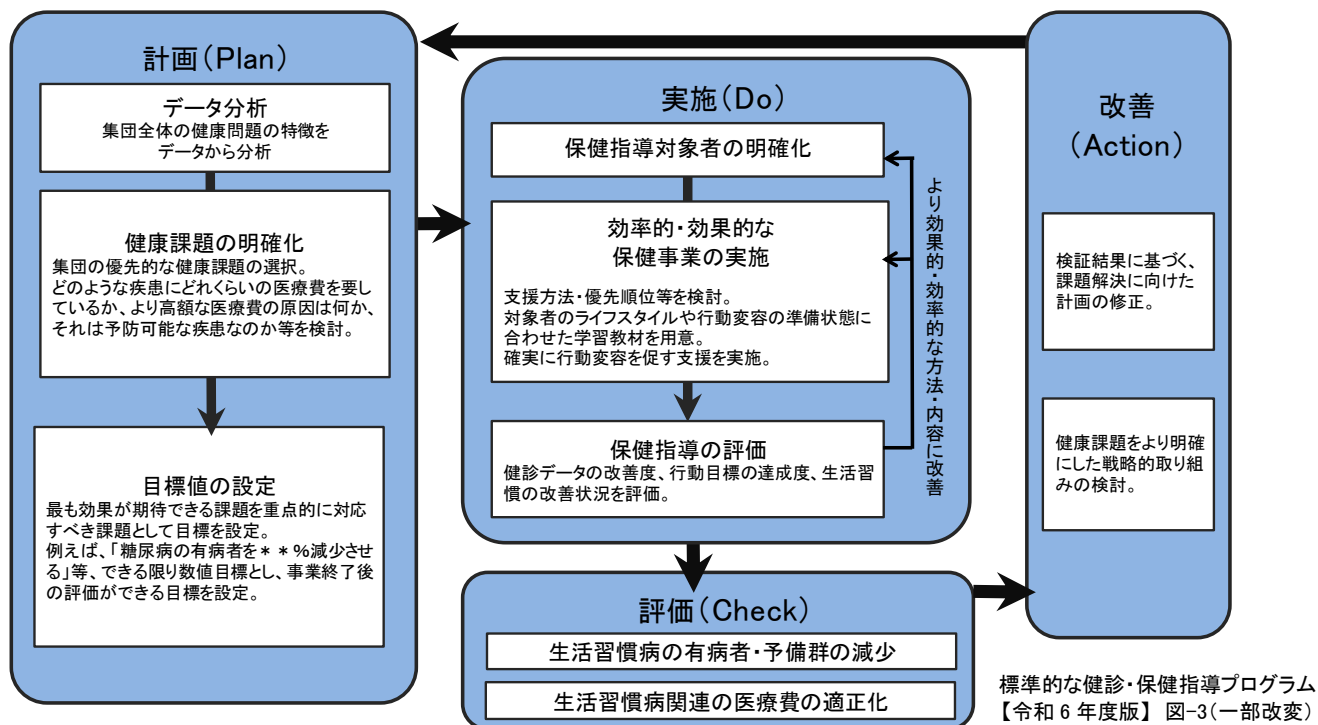 計画(Plan)
データ分析
集団全体の健康問題の特徴を
データから分析
健康課題の明確化
集団の優先的な健康課題の選択。
どのような疾患にどれくらいの医療費を要し
ているか、より高額な医療費の原因は何か、
それは予防可能な疾患なのか等を検討。
目標値の設定
最も効果が期待できる課題を重点的に対応
すべき課題として目標を設定。
例えば、「糖尿病の有病者を**%減少させ
る」等、できる限り数値目標とし、事業終了後
の評価ができる目標を設定。
実施(Do)
保健指導対象者の明確化
効率的・効果的な
保健事業の実施
支援方法・優先順位等を検討。
対象者のライフスタイルや行動変容の準備状態に
合わせた学習教材を用意。
確実に行動変容を促す支援を実施。
保健指導の評価
健診データの改善度、行動目標の達成度、生活習
慣の改善状況を評価。
より効果的・効率的な方法・内容に改善
評価(Check)
生活習慣病の有病者・予備群の減少
生活習慣病関連の医療費の適正化
改善
(Action)
検証結果に基づく、
課題解決に向けた
計画の修正。
健康課題をより明確
にした戦略的取り組
みの検討。
標準的な健診・保健指導プログラム
【令和6年度版】 図-3(一部改変)